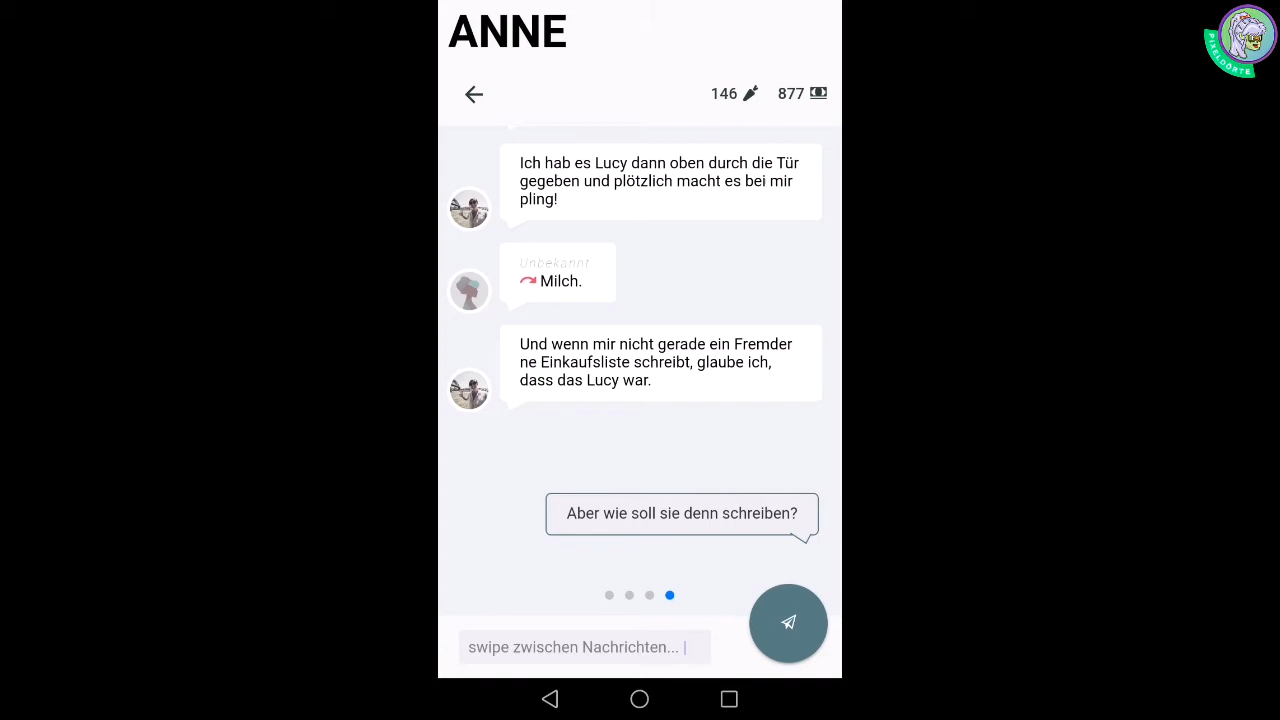 ANNE
146
877
Ich hab es Lucy dann oben durch die Tür
gegeben und plötzlich macht es bei mir
pling!
Unbekannt
Milch.
Und wenn mir nicht gerade ein Fremder
ne Einkaufsliste schreibt, glaube ich,
dass das Lucy war.
Aber wie soll sie denn schreiben?
swipe zwischen Nachrichten... |
PIXELDÖRTE